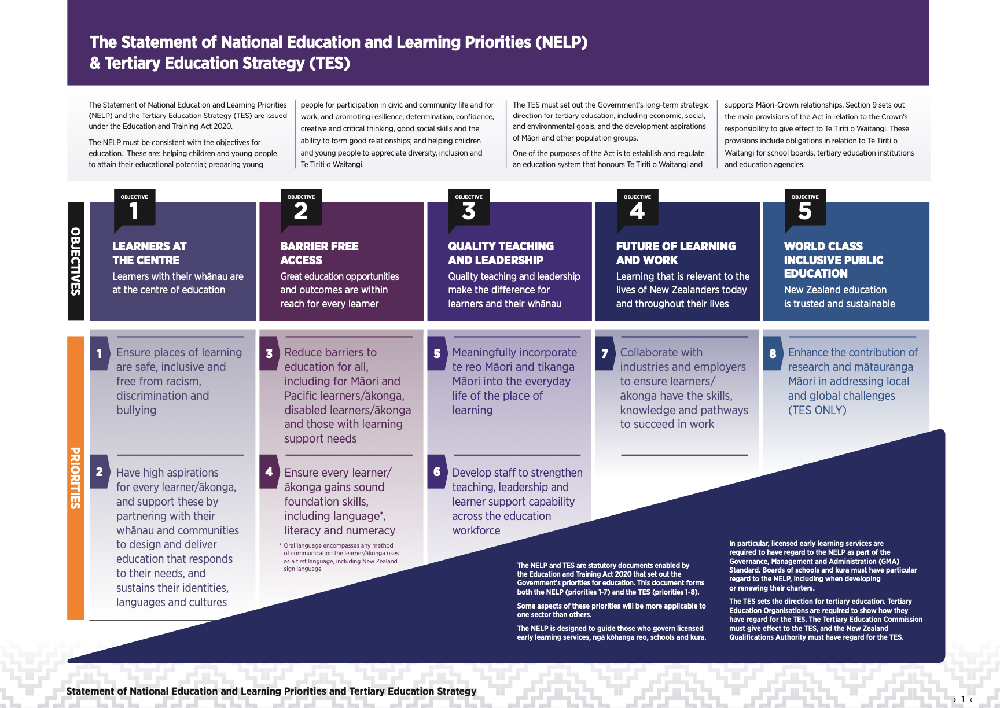 The Statement of National Education and Learning Priorities (NELP)
& Tertiary Education Strategy (TES)
The Statement of National Education and Learning Priorities
(NELP) and the Tertiary Education Strategy (TES) are issued
under the Education and Training Act 2020.
The NELP must be consistent with the objectives for
education.  These are: helping children and young people
to attain their educational potential; preparing young
people for participation in civic and community life and for
work, and promoting resilience, determination, confidence,
creative and critical thinking, good social skills and the
ability to form good relationships; and helping children
and young people to appreciate diversity, inclusion and
Te Tiriti o Waitangi.
The TES must set out the Government's long-term strategic
direction for tertiary education, including economic, social,
and environmental goals, and the development aspirations
of Māori and other population groups.
One of the purposes of the Act is to establish and regulate
an education system that honours Te Tiriti o Waitangi and
supports Māori-Crown relationships. Section 9 sets out
the main provisions of the Act in relation to the Crown's
responsibility to give effect to Te Tiriti o Waitangi. These
provisions include obligations in relation to Te Tiriti o
Waitangi for school boards, tertiary education institutions
and education agencies.
OBJECTIVES
OBJECTIVE
1
LEARNERS AT
THE CENTRE
Learners with their whānau are
at the centre of education
OBJECTIVE
2
BARRIER FREE
ACCESS
Great education opportunities
and outcomes are within
reach for every learner
OBJECTIVE
3
QUALITY TEACHING
AND LEADERSHIP
Quality teaching and leadership
make the difference for
learners and their whānau
OBJECTIVE
4
FUTURE OF LEARNING
AND WORK
Learning that is relevant to the
lives of New Zealanders today
and throughout their lives
OBJECTIVE
5
WORLD CLASS
INCLUSIVE PUBLIC
EDUCATION
New Zealand education
is trusted and sustainable
PRIORITIES
1
Ensure places of learning
are safe, inclusive and
free from racism,
discrimination and
bullying
2
Have high aspirations
for every learner/ākonga,
and support these by
partnering with their
whānau and communities
to design and deliver
education that responds
to their needs, and
sustains their identities,
languages and cultures
3
Reduce barriers to
education for all,
including for Māori and
Pacific learners/ākonga,
disabled learners/ākonga
and those with learning
support needs
4
Ensure every learner/
ākonga gains sound
foundation skills,
including language*,
literacy and numeracy
* Oral language encompasses any method
of communication the learner/ākonga uses
as a first language, including New Zealand
sign language
5
Meaningfully incorporate
te reo Māori and tikanga
Māori into the everyday
life of the place of
learning
6
Develop staff to strengthen
teaching, leadership and
learner support capability
across the education
workforce
7
Collaborate with
industries and employers
to ensure learners/
ākonga have the skills,
knowledge and pathways
to succeed in work
8
Enhance the contribution of
research and mātauranga
Māori in addressing local
and global challenges
(TES ONLY)
The NELP and TES are statutory documents enabled by
the Education and Training Act 2020 that set out the
Government's priorities for education. This document forms
both the NELP (priorities 1-7) and the TES (priorities 1-8).
Some aspects of these priorities will be more applicable to
one sector than others.
The NELP is designed to guide those who govern licensed
early learning services, ngā kōhanga reo, schools and kura.
In particular, licensed early learning services are
required to have regard to the NELP as part of the
Governance, Management and Administration (GMA)
Standard. Boards of schools and kura must have particular
regard to the NELP, including when developing
or renewing their charters.
The TES sets the direction for tertiary education. Tertiary
Education Organisations are required to show how they
have regard for the TES. The Tertiary Education Commission
must give effect to the TES, and the New Zealand
Qualifications Authority must have regard for the TES.
Statement of National Education and Learning Priorities and Tertiary Education Strategy
› 1 ‹